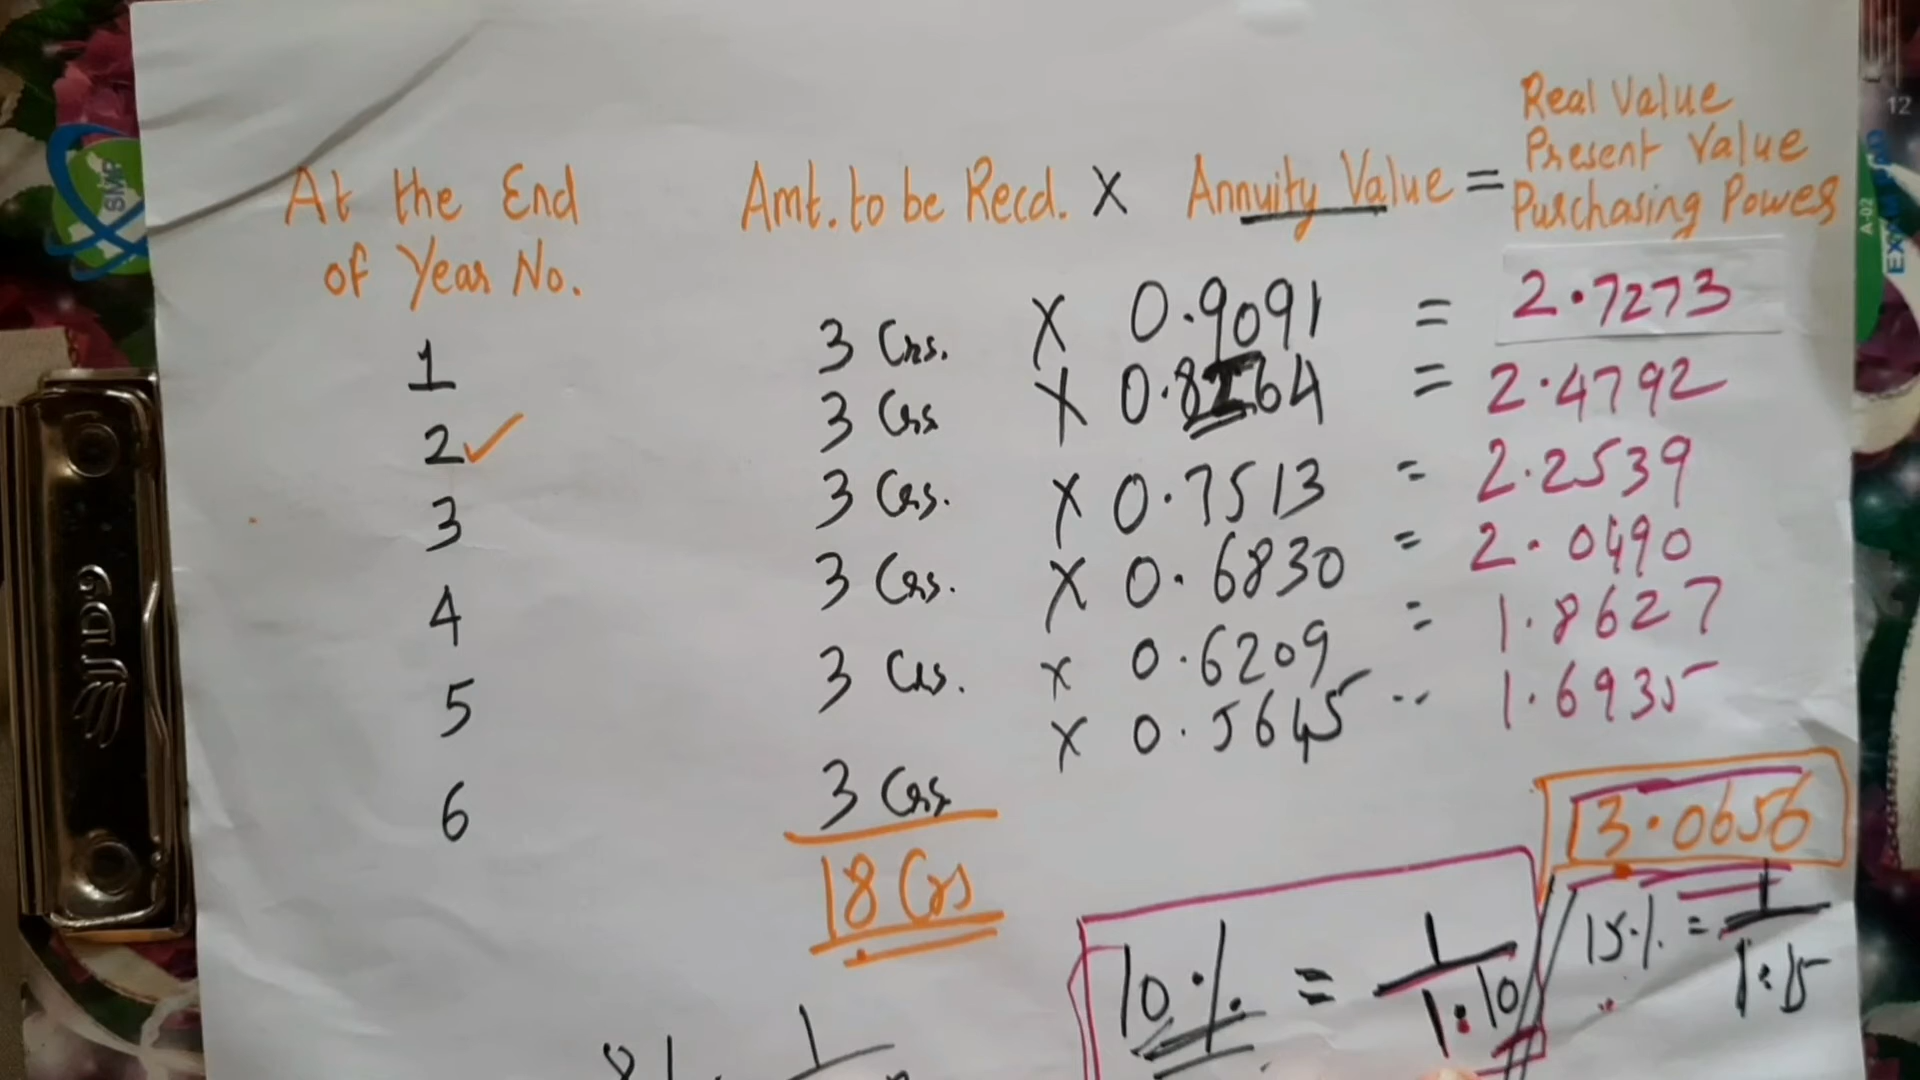 At the End of Year No.
Amt. to be Recd. X Annuity Value =
Real Value
Present Value
Purchasing Power
1 3 Crs. X 0.9091 = 2.7273
2✓ 3 Crs X 0.8264 = 2.4792
3 3 Crs. X 0.7513 = 2.2539
4 3 Crs. X 0.6830 = 2.0490
5 3 Crs. x 0.6209 = 1.8627
6 3 Crs x 0.5645 = 1.6935
18 Crs
13.0656
10% = 1/1.10
15% = 1/1.15
SMP
12
A-02